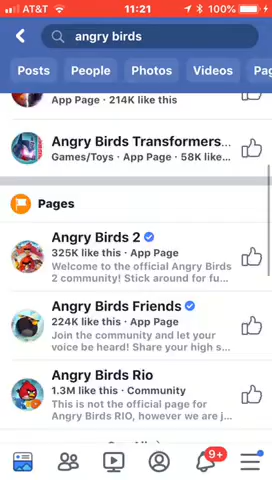 AT&T 11:21 100%
angry birds
Posts People Photos Videos Pag
App Page · 214K like this
Angry Birds Transformers...
Games/Toys · App Page · 58K like...
Pages
Angry Birds 2
325K like this · App Page
Welcome to the official Angry Birds
2 community! Stick around for fu...
Angry Birds Friends
224K like this · App Page
Join the community and let your
voice be heard! Share your high s...
Angry Birds Rio
1.3M like this · Community
This is not the official page for
Angry Birds RIO, however we are j...
9+